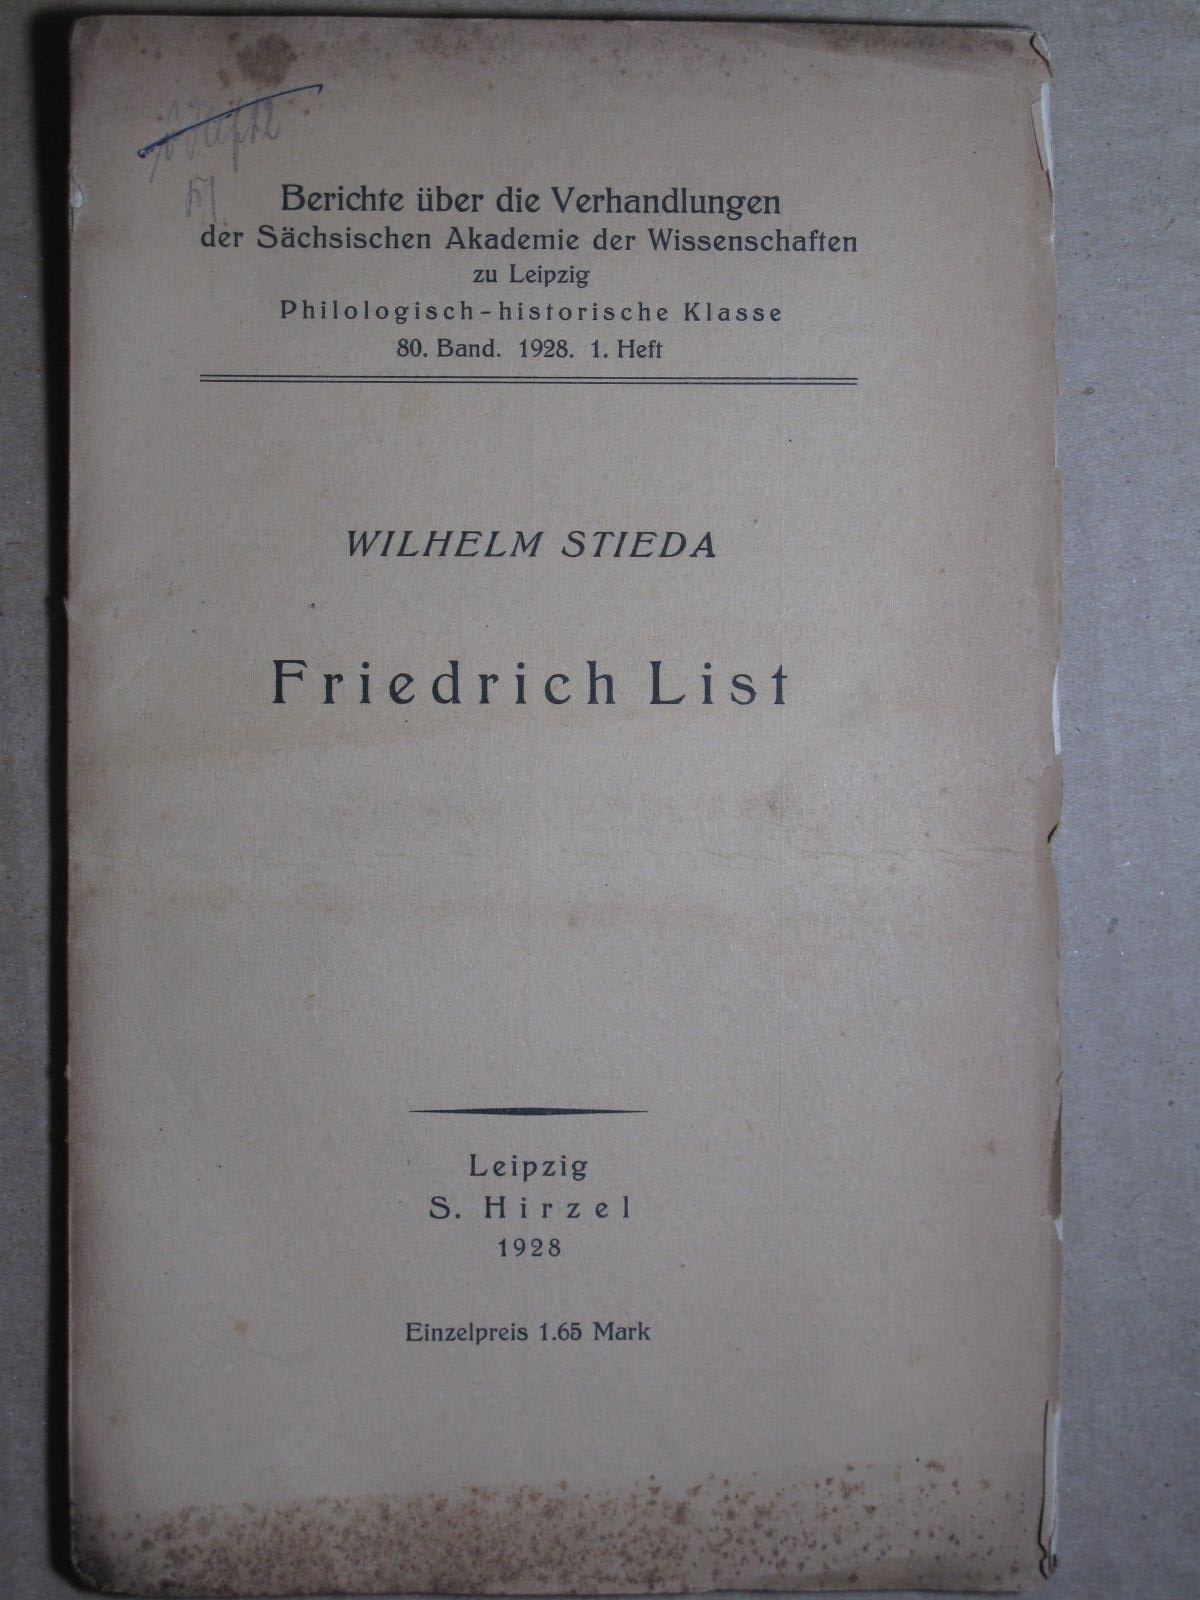 Berichte über die Verhandlungen
der Sächsischen Akademie der Wissenschaften
zu Leipzig
Philologisch-historische Klasse
80. Band. 1928. 1. Heft
WILHELM STIEDA
Friedrich List
Leipzig
S. Hirzel
1928
Einzelpreis 1.65 Mark